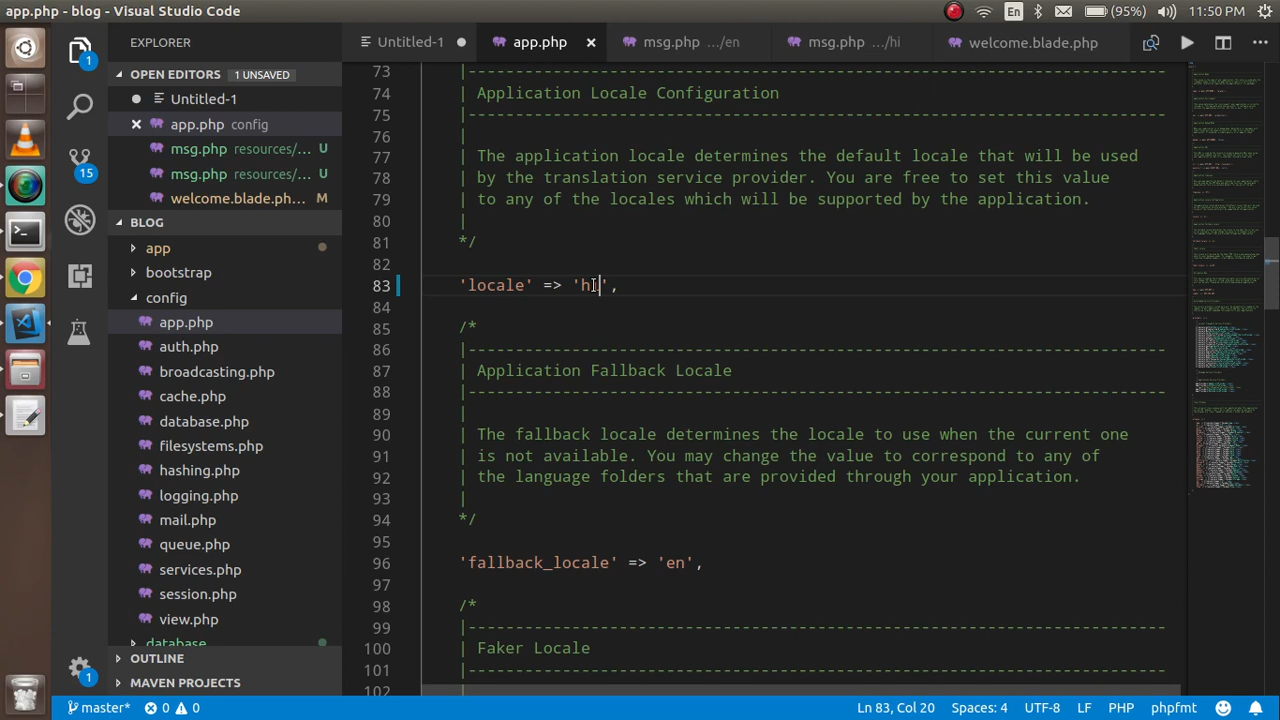 app.php - blog - Visual Studio Code
En
(95%)
11:50 PM
EXPLORER
Untitled-1
app.php
msg.php .../en
msg.php .../hi
welcome.blade.php
1
15
1
OPEN EDITORS 1 UNSAVED
Untitled-1
app.php config
msg.php resources/... U
msg.php resources/... U
welcome.blade.ph... M
BLOG
app
bootstrap
config
app.php
auth.php
broadcasting.php
cache.php
database.php
filesystems.php
hashing.php
logging.php
mail.php
queue.php
services.php
session.php
view.php
database
OUTLINE
MAVEN PROJECTS
73 |--------------------------------------------------------------------------
74 | Application Locale Configuration
75 |--------------------------------------------------------------------------
76 |
77 | The application locale determines the default locale that will be used
78 | by the translation service provider. You are free to set this value
79 | to any of the locales which will be supported by the application.
80 |
81 */
82
83 'locale' => 'hi',
84
85 /*
86 |--------------------------------------------------------------------------
87 | Application Fallback Locale
88 |--------------------------------------------------------------------------
89 |
90 | The fallback locale determines the locale to use when the current one
91 | is not available. You may change the value to correspond to any of
92 | the language folders that are provided through your application.
93 |
94 */
95
96 'fallback_locale' => 'en',
97
98 /*
99 |--------------------------------------------------------------------------
100 | Faker Locale
101 |--------------------------------------------------------------------------
102
master*
0 0
Ln 83, Col 20
Spaces: 4
UTF-8
LF
PHP
phpfmt